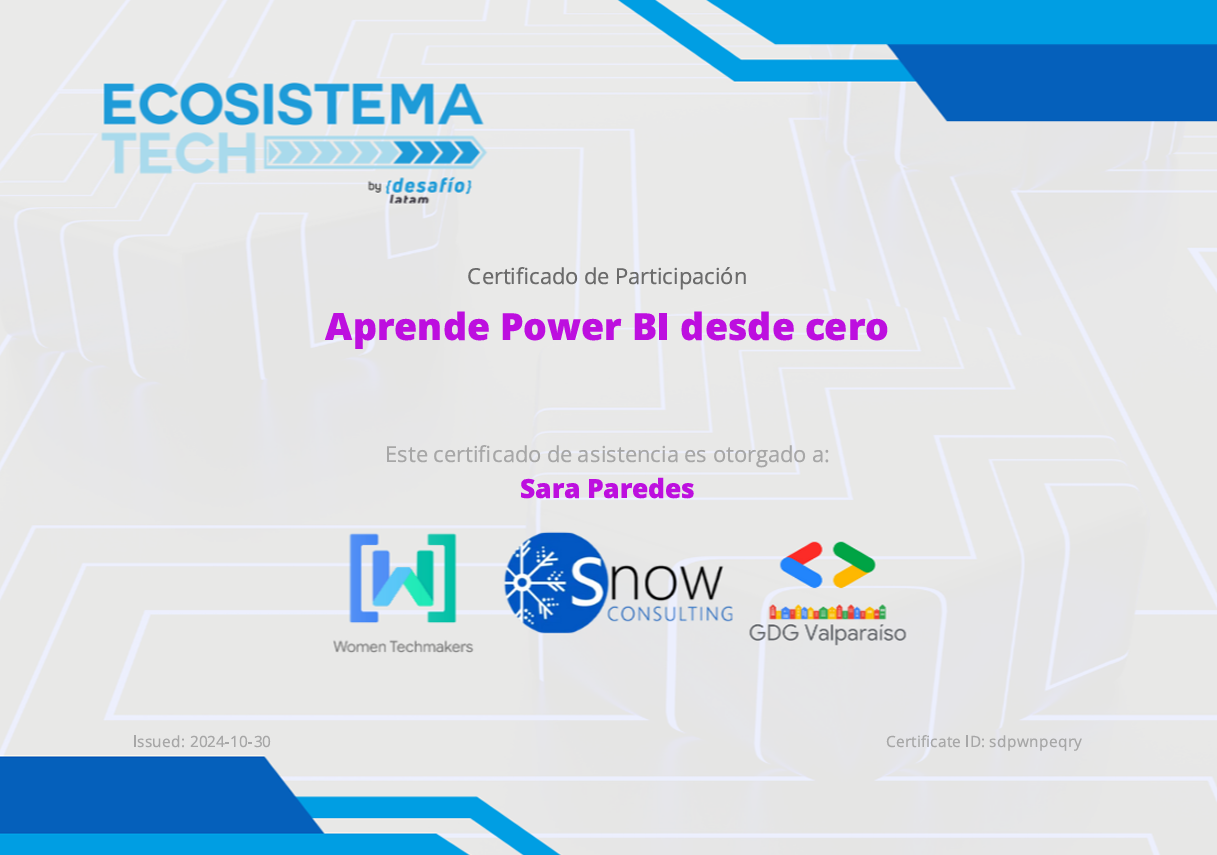 ECOSISTEMA
TECH
by {desafío}
latam
Certificado de Participación
Aprende Power BI desde cero
Este certificado de asistencia es otorgado a:
Sara Paredes
Women Techmakers
Snow
CONSULTING
GDG Valparaíso
Issued: 2024-10-30
Certificate ID: sdpwnpeqry